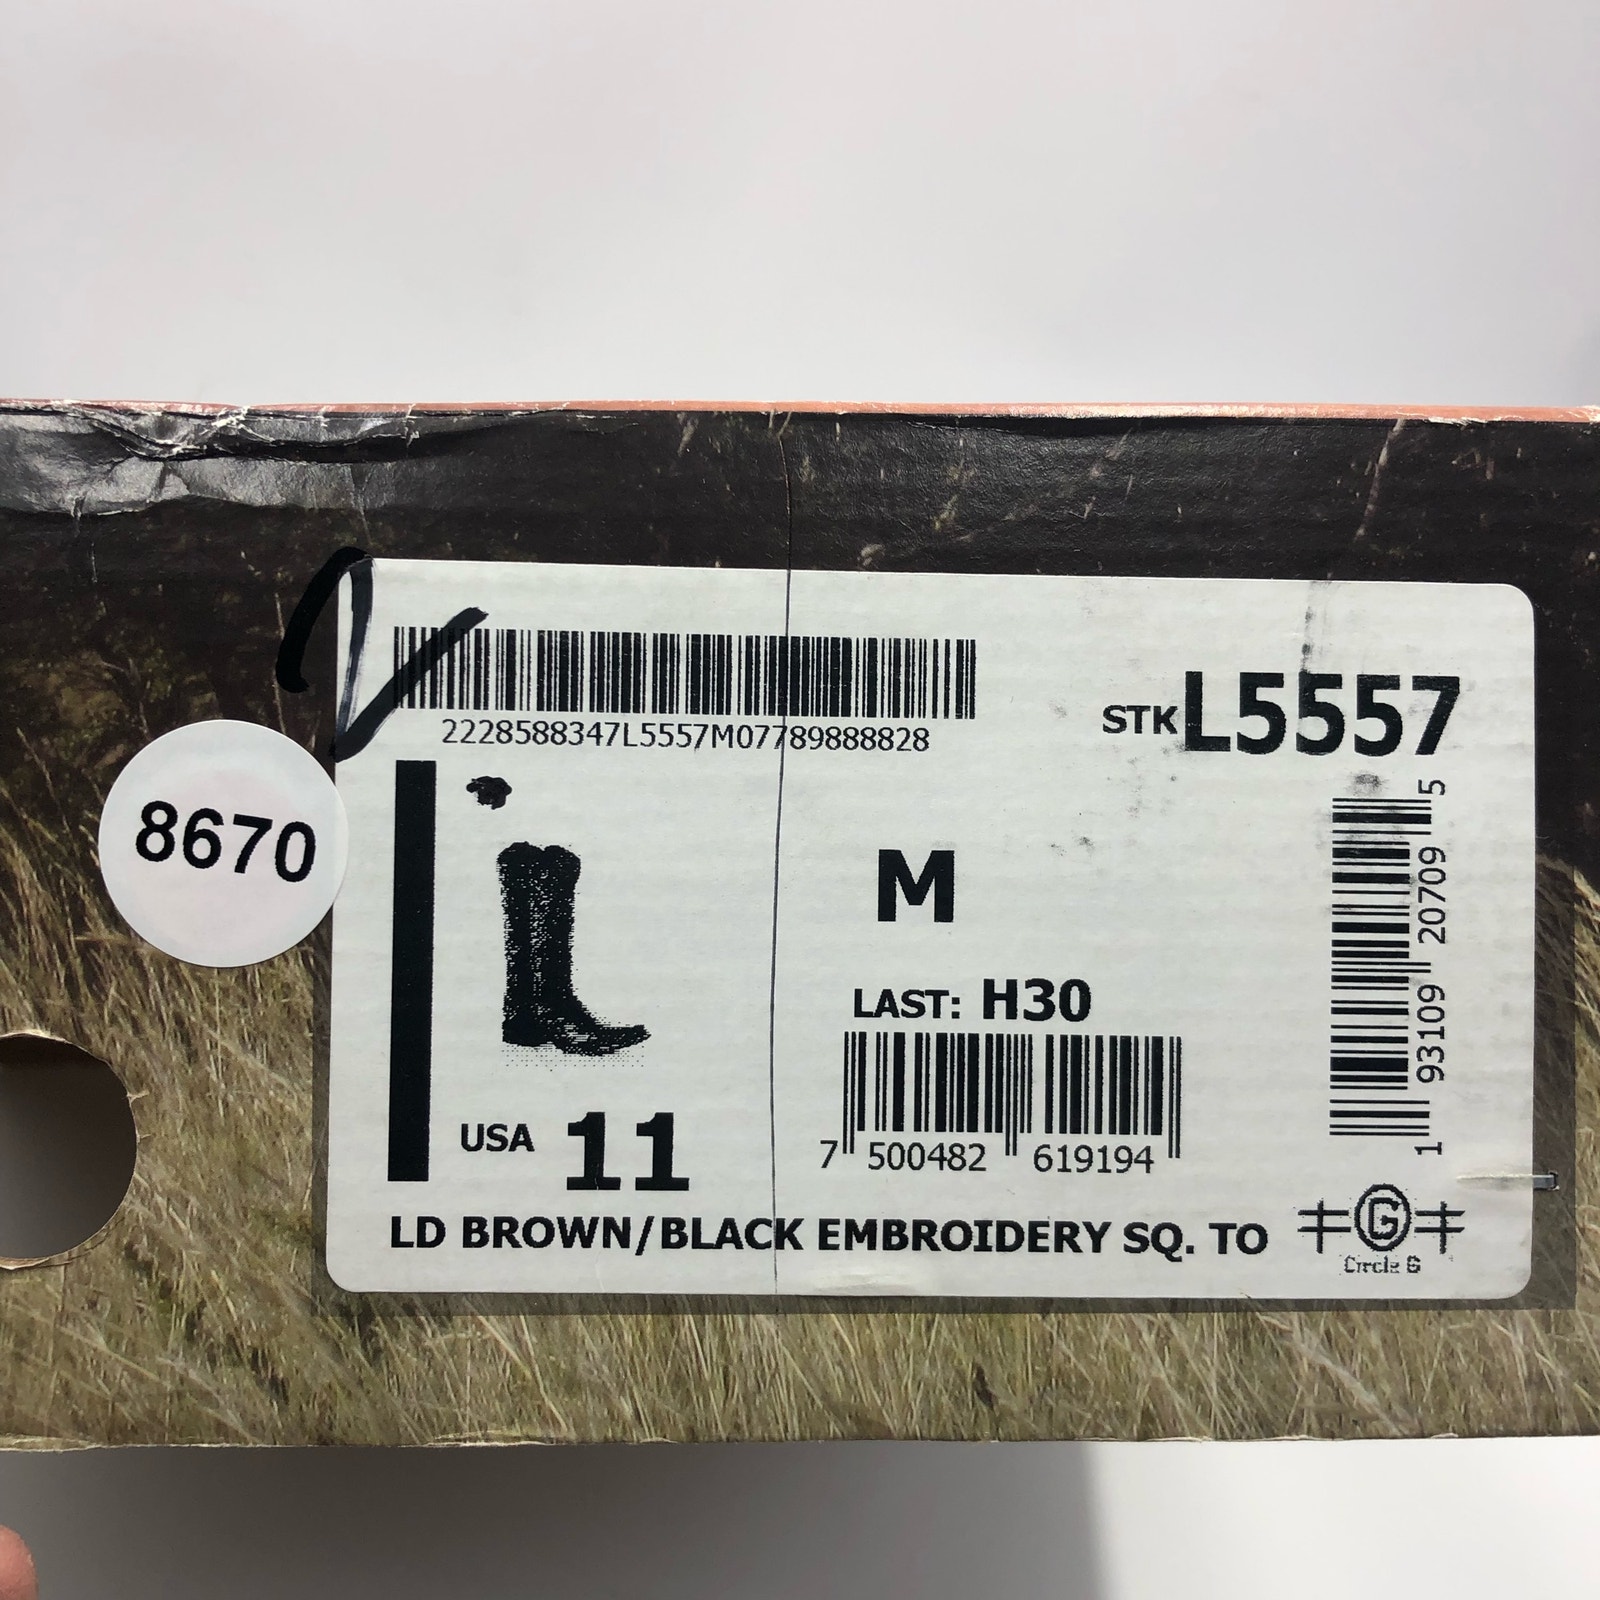 2228588347L5557M07789888828
STK L5557
8670
M
LAST: H30
7 500482 619194
1 93109 20709 5
USA 11
LD BROWN/BLACK EMBROIDERY SQ. TO
G
Circle G